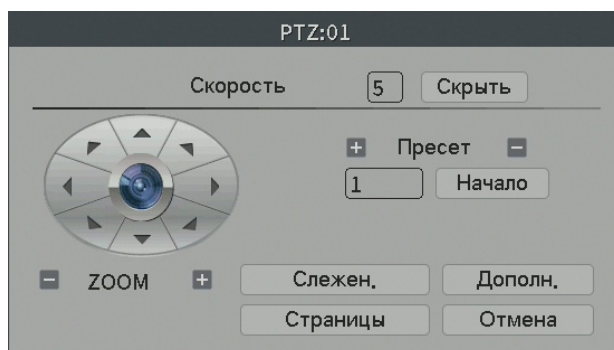 PTZ:01
Скорость 5 Скрыть
+ Пресет -
1 Начало
- ZOOM + Слежен, Дополн,
Страницы Отмена